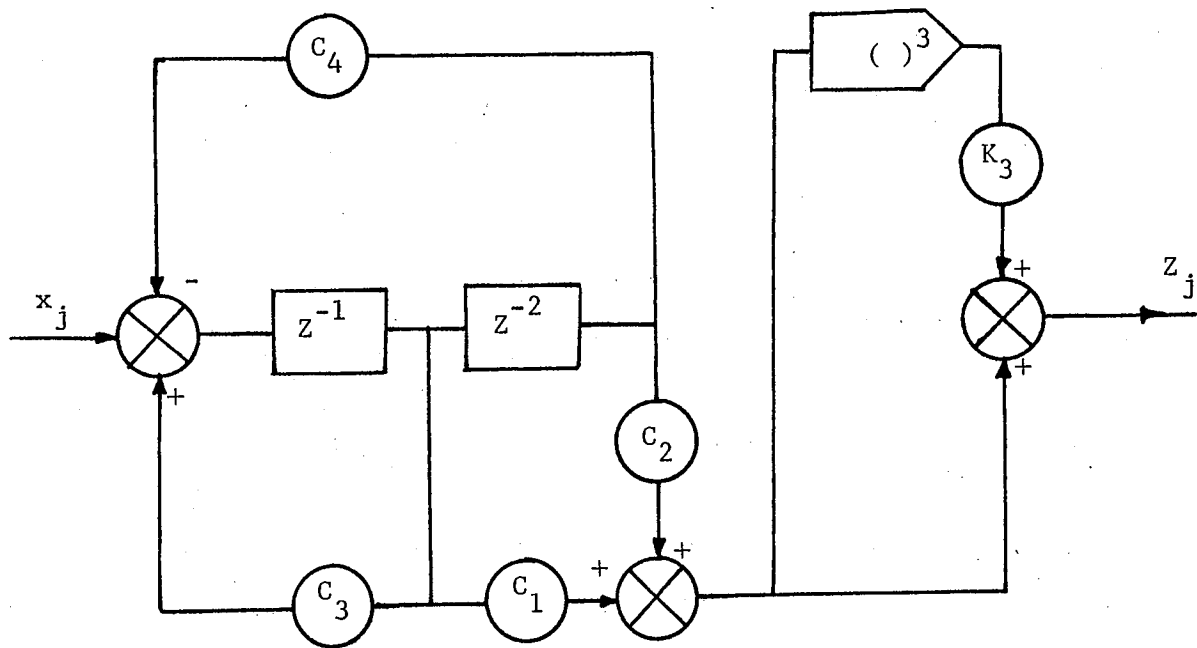 C₄
( )³
K₃
x_j
-
z⁻¹
z⁻²
+
Z_j
+
C₂
+
+
+
C₃
C₁